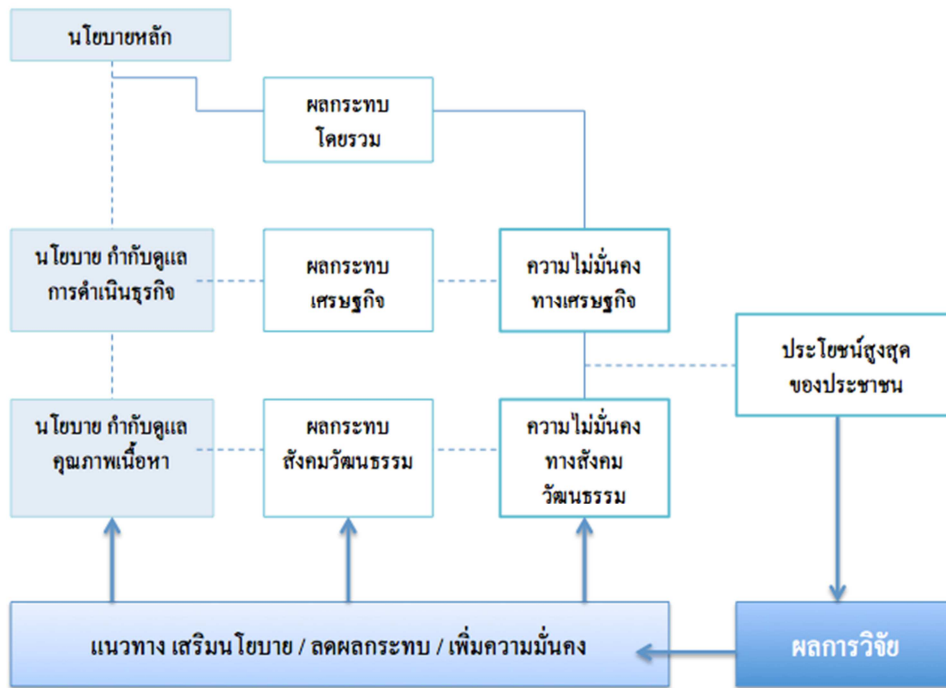 นโยบายหลัก
ผลกระทบ
โดยรวม
นโยบาย กำกับดูแล
การดำเนินธุรกิจ
ผลกระทบ
เศรษฐกิจ
ความไม่มั่นคง
ทางเศรษฐกิจ
ประโยชน์สูงสุด
ของประชาชน
นโยบาย กำกับดูแล
คุณภาพเนื้อหา
ผลกระทบ
สังคมวัฒนธรรม
ความไม่มั่นคง
ทางสังคม
วัฒนธรรม
แนวทาง เสริมนโยบาย / ลดผลกระทบ / เพิ่มความมั่นคง
ผลการวิจัย